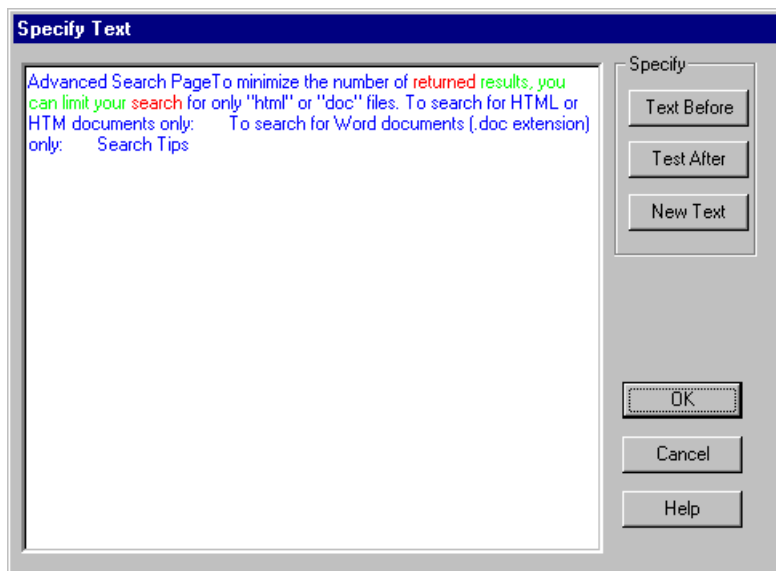 Specify Text
Advanced Search PageTo minimize the number of returned results, you
can limit your search for only "html" or "doc" files. To search for HTML or
HTM documents only:      To search for Word documents (.doc extension)
only:      Search Tips
Specify
Text Before
Test After
New Text
OK
Cancel
Help